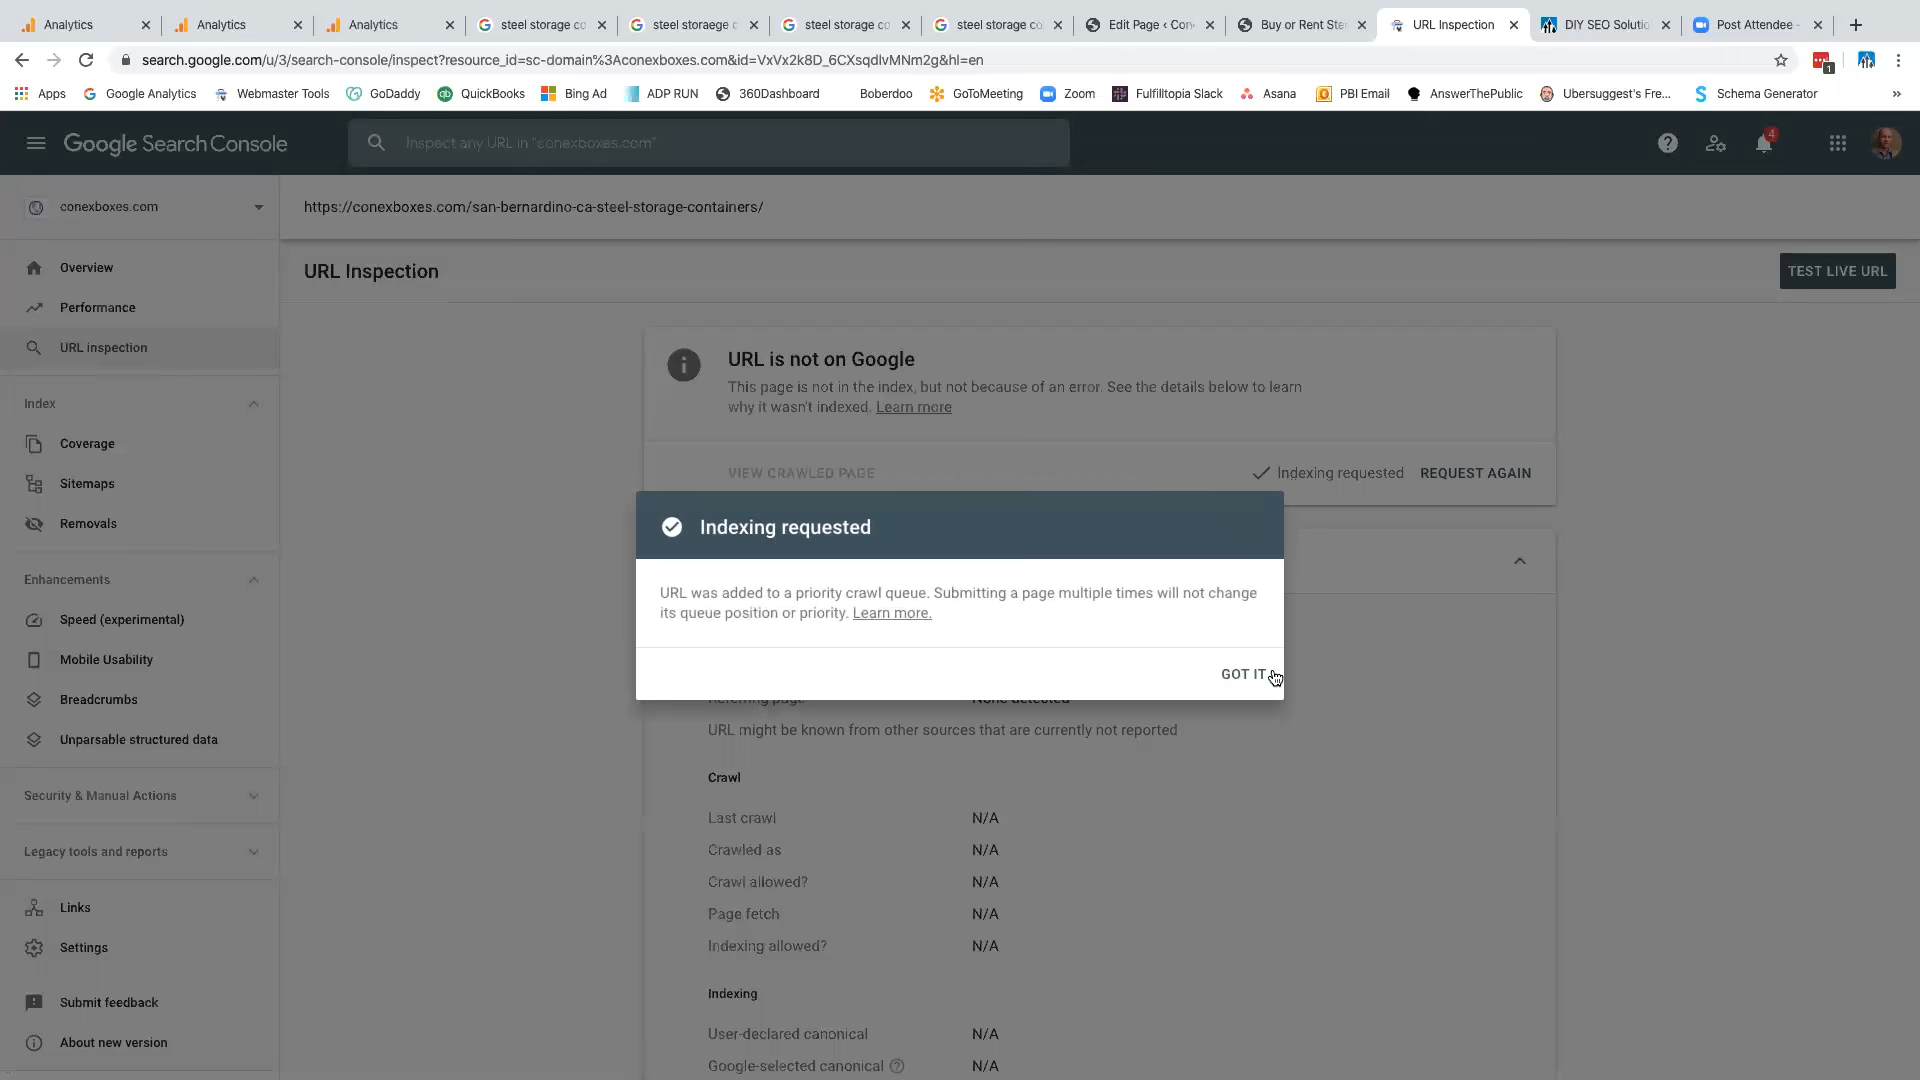 Analytics
Analytics
Analytics
steel storage co
steel storaege c
steel storage co
steel storage co
Edit Page ‹ Con
Buy or Rent Ste
URL Inspection
DIY SEO Solutio
Post Attendee -
search.google.com/u/3/search-console/inspect?resource_id=sc-domain%3Aconexboxes.com&id=VxVx2k8D_6CXsqdlvMNm2g&hl=en
1
Apps
Google Analytics
Webmaster Tools
GoDaddy
QuickBooks
Bing Ad
ADP RUN
360Dashboard
Boberdoo
GoToMeeting
Zoom
Fulfilltopia Slack
Asana
PBI Email
AnswerThePublic
Ubersuggest's Fre...
Schema Generator
»
Google Search Console
Inspect any URL in "conexboxes.com"
4
conexboxes.com
https://conexboxes.com/san-bernardino-ca-steel-storage-containers/
Overview
Performance
URL inspection
Index
Coverage
Sitemaps
Removals
Enhancements
Speed (experimental)
Mobile Usability
Breadcrumbs
Unparsable structured data
Security & Manual Actions
Legacy tools and reports
Links
Settings
Submit feedback
About new version
URL Inspection
TEST LIVE URL
URL is not on Google
This page is not in the index, but not because of an error. See the details below to learn
why it wasn't indexed. Learn more
VIEW CRAWLED PAGE
Indexing requested
REQUEST AGAIN
Indexing requested
URL was added to a priority crawl queue. Submitting a page multiple times will not change
its queue position or priority. Learn more.
GOT IT
Referring page
None detected
URL might be known from other sources that are currently not reported
Crawl
Last crawl
N/A
Crawled as
N/A
Crawl allowed?
N/A
Page fetch
N/A
Indexing allowed?
N/A
Indexing
User-declared canonical
N/A
Google-selected canonical
N/A